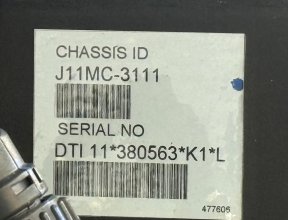 CHASSIS ID
J11MC-3111
SERIAL NO
DTI 11*380563*K1*L
477606